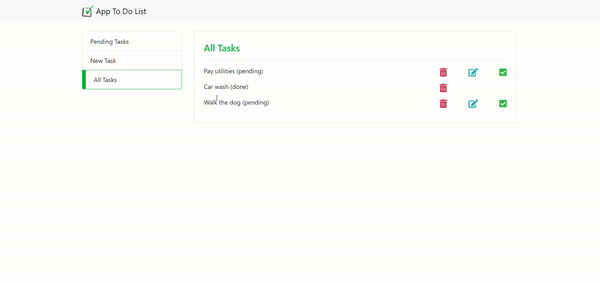 App To Do List
Pending Tasks
New Task
All Tasks
All Tasks
Pay utilities (pending)
Car wash (done)
Walk the dog (pending)